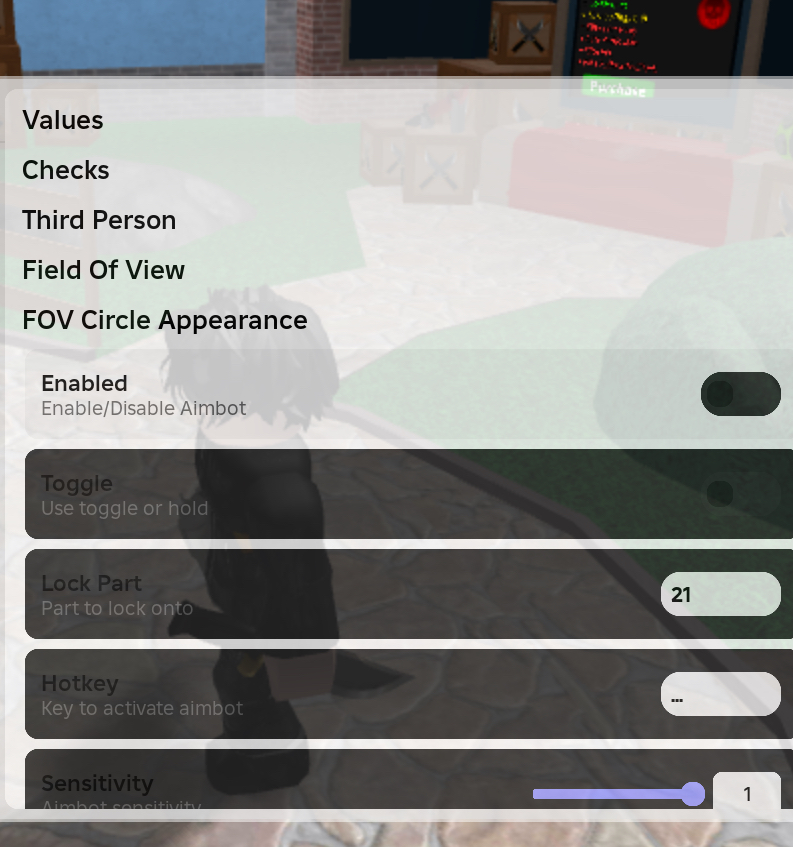 Purchase
Values
Checks
Third Person
Field Of View
FOV Circle Appearance
Enabled
Enable/Disable Aimbot
Toggle
Use toggle or hold
Lock Part
Part to lock onto
21
Hotkey
Key to activate aimbot
...
Sensitivity
Aimbot sensitivity
1